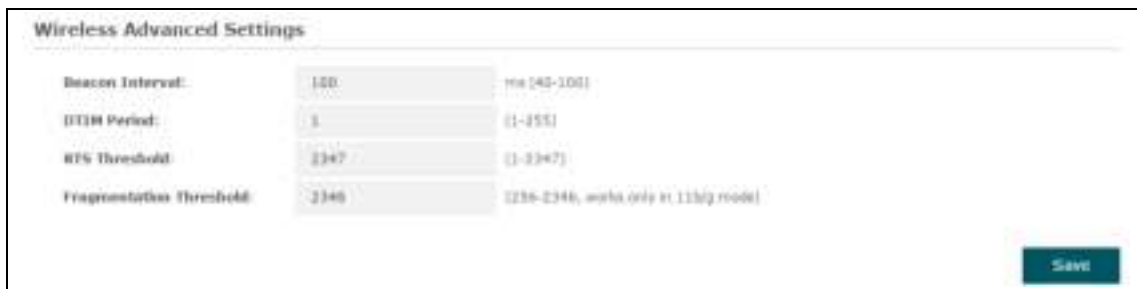 Wireless Advanced Settings
Beacon Interval: 100 ms (40-100)
DTIM Period: 1 (1-255)
RTS Threshold: 2347 (1-2347)
Fragmentation Threshold: 2346 (256-2346, works only in 11b/g mode)
Save